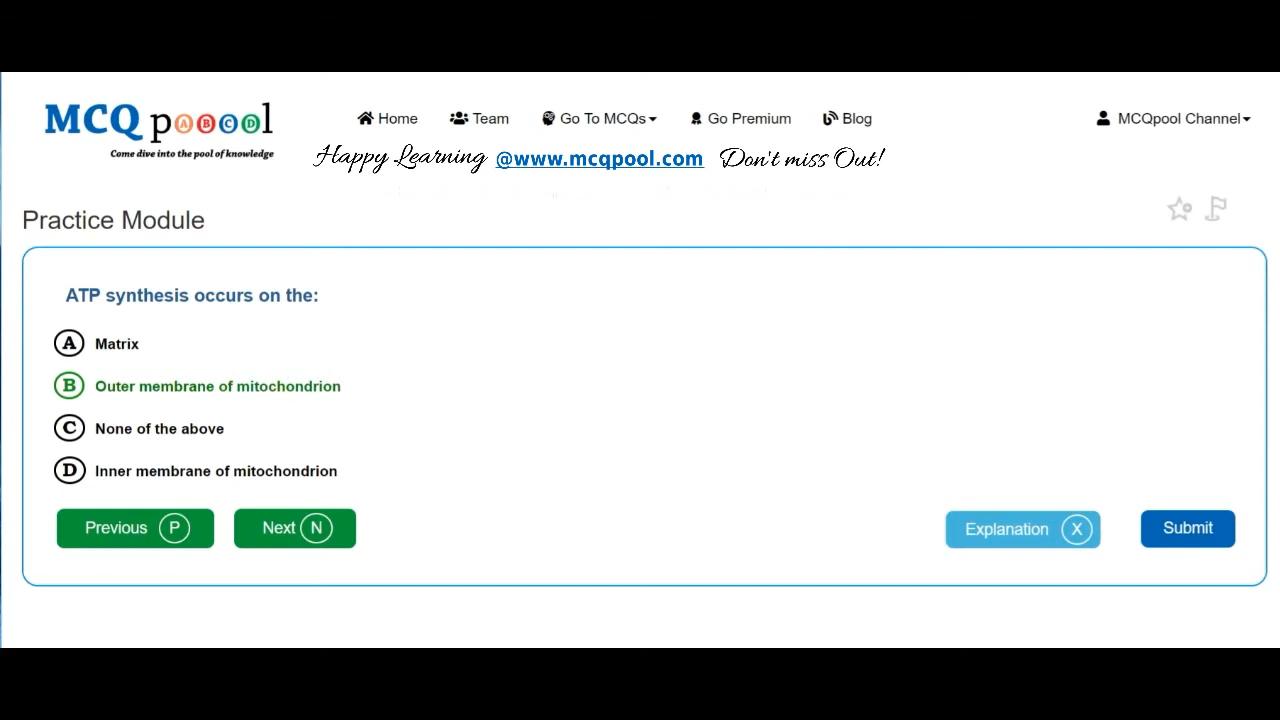 MCQ pooool
Come dive into the pool of knowledge
Home Team Go To MCQs Go Premium Blog MCQpool Channel
Happy Learning @www.mcqpool.com Don't miss Out!
Practice Module
ATP synthesis occurs on the:
A Matrix
B Outer membrane of mitochondrion
C None of the above
D Inner membrane of mitochondrion
Previous P Next N Explanation X Submit